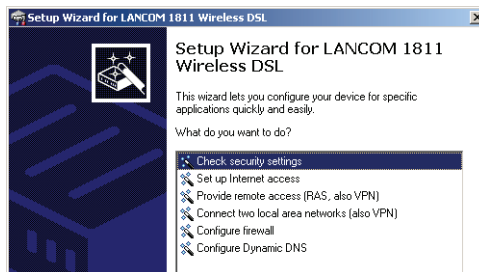 Setup Wizard for LANCOM 1811 Wireless DSL
Setup Wizard for LANCOM 1811
Wireless DSL
This wizard lets you configure your device for specific
applications quickly and easily.
What do you want to do?
Check security settings
Set up Internet access
Provide remote access (RAS, also VPN)
Connect two local area networks (also VPN)
Configure firewall
Configure Dynamic DNS